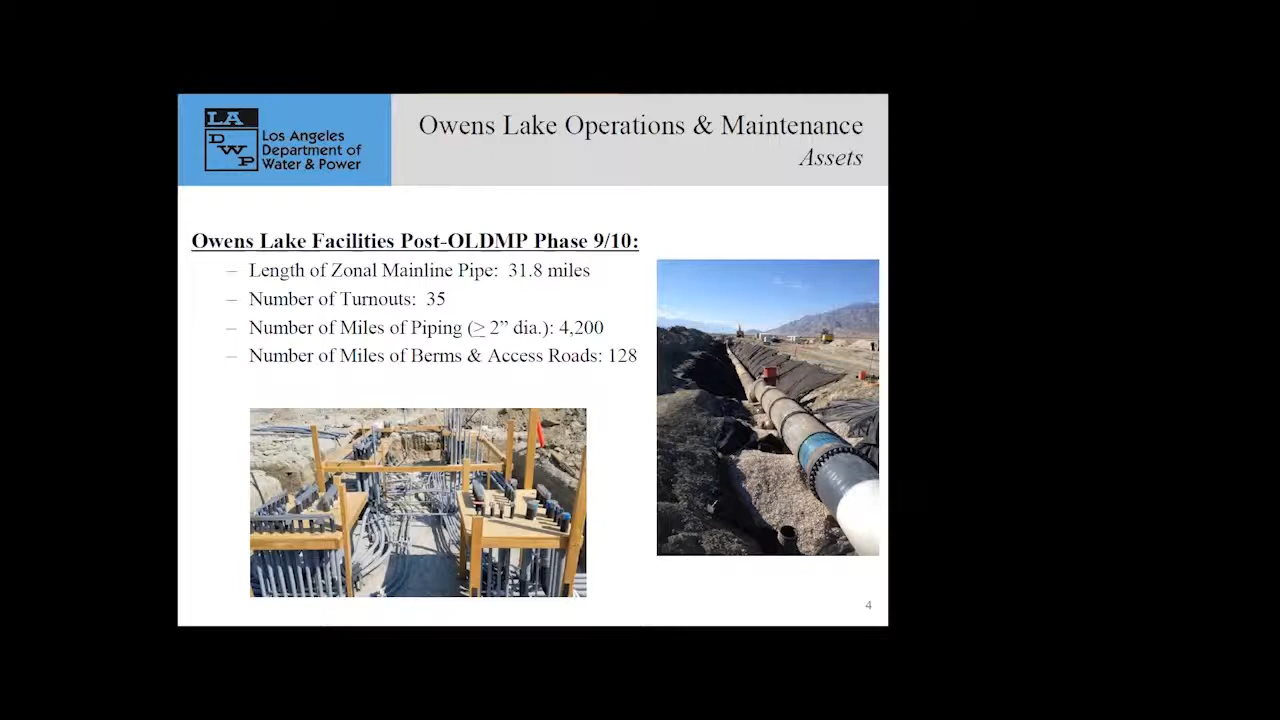 LA
DWP
Los Angeles
Department of
Water & Power
Owens Lake Operations & Maintenance
Assets
Owens Lake Facilities Post-OLDMP Phase 9/10:
– Length of Zonal Mainline Pipe: 31.8 miles
– Number of Turnouts: 35
– Number of Miles of Piping (≥ 2” dia.): 4,200
– Number of Miles of Berms & Access Roads: 128
4